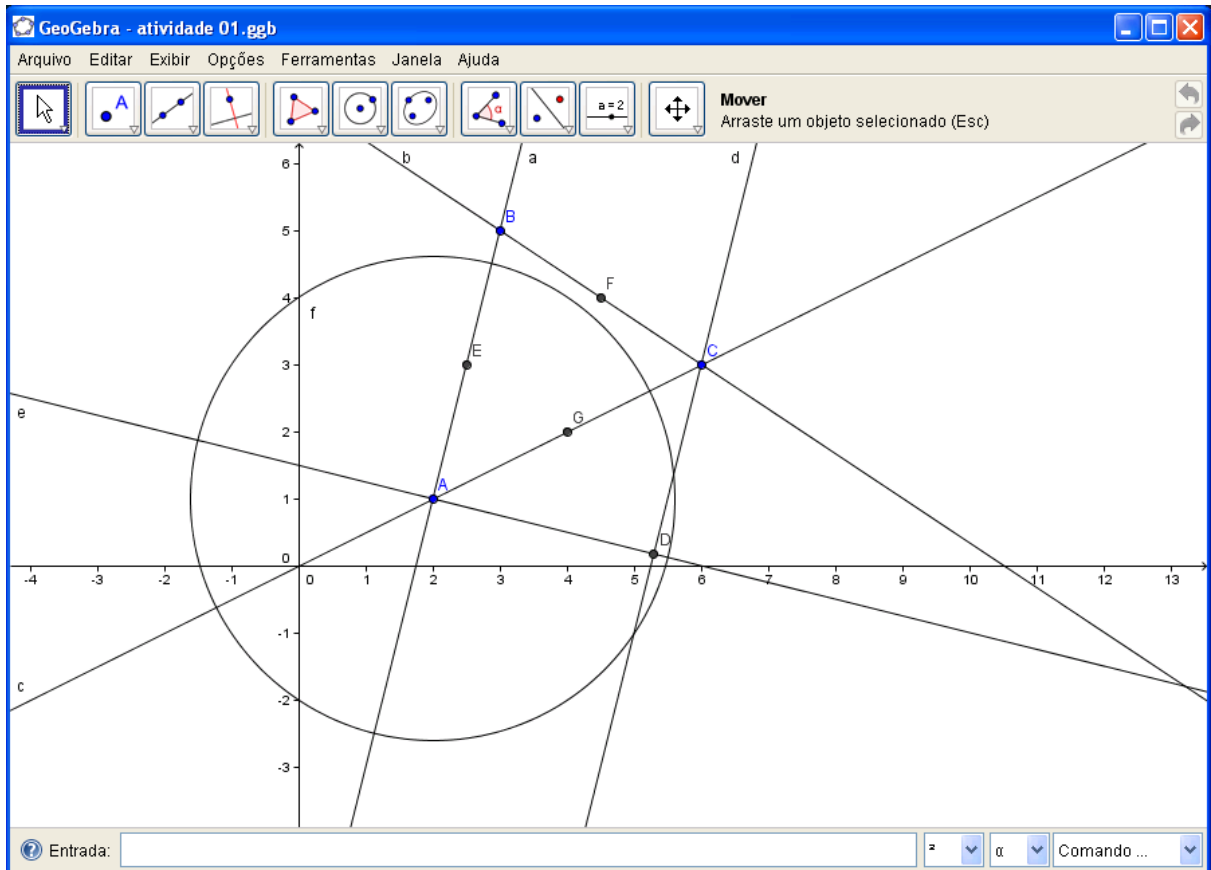 GeoGebra - atividade 01.ggb
Arquivo Editar Exibir Opções Ferramentas Janela Ajuda
A
α
a = 2
Mover
Arraste um objeto selecionado (Esc)
b a d
6
B
5
F
4
f
E
3
C
e
G
2
A
1
D
0
-4 -3 -2 -1 0 1 2 3 4 5 6 7 8 9 10 11 12 13
-1
c
-2
-3
Entrada: ² α Comando ...